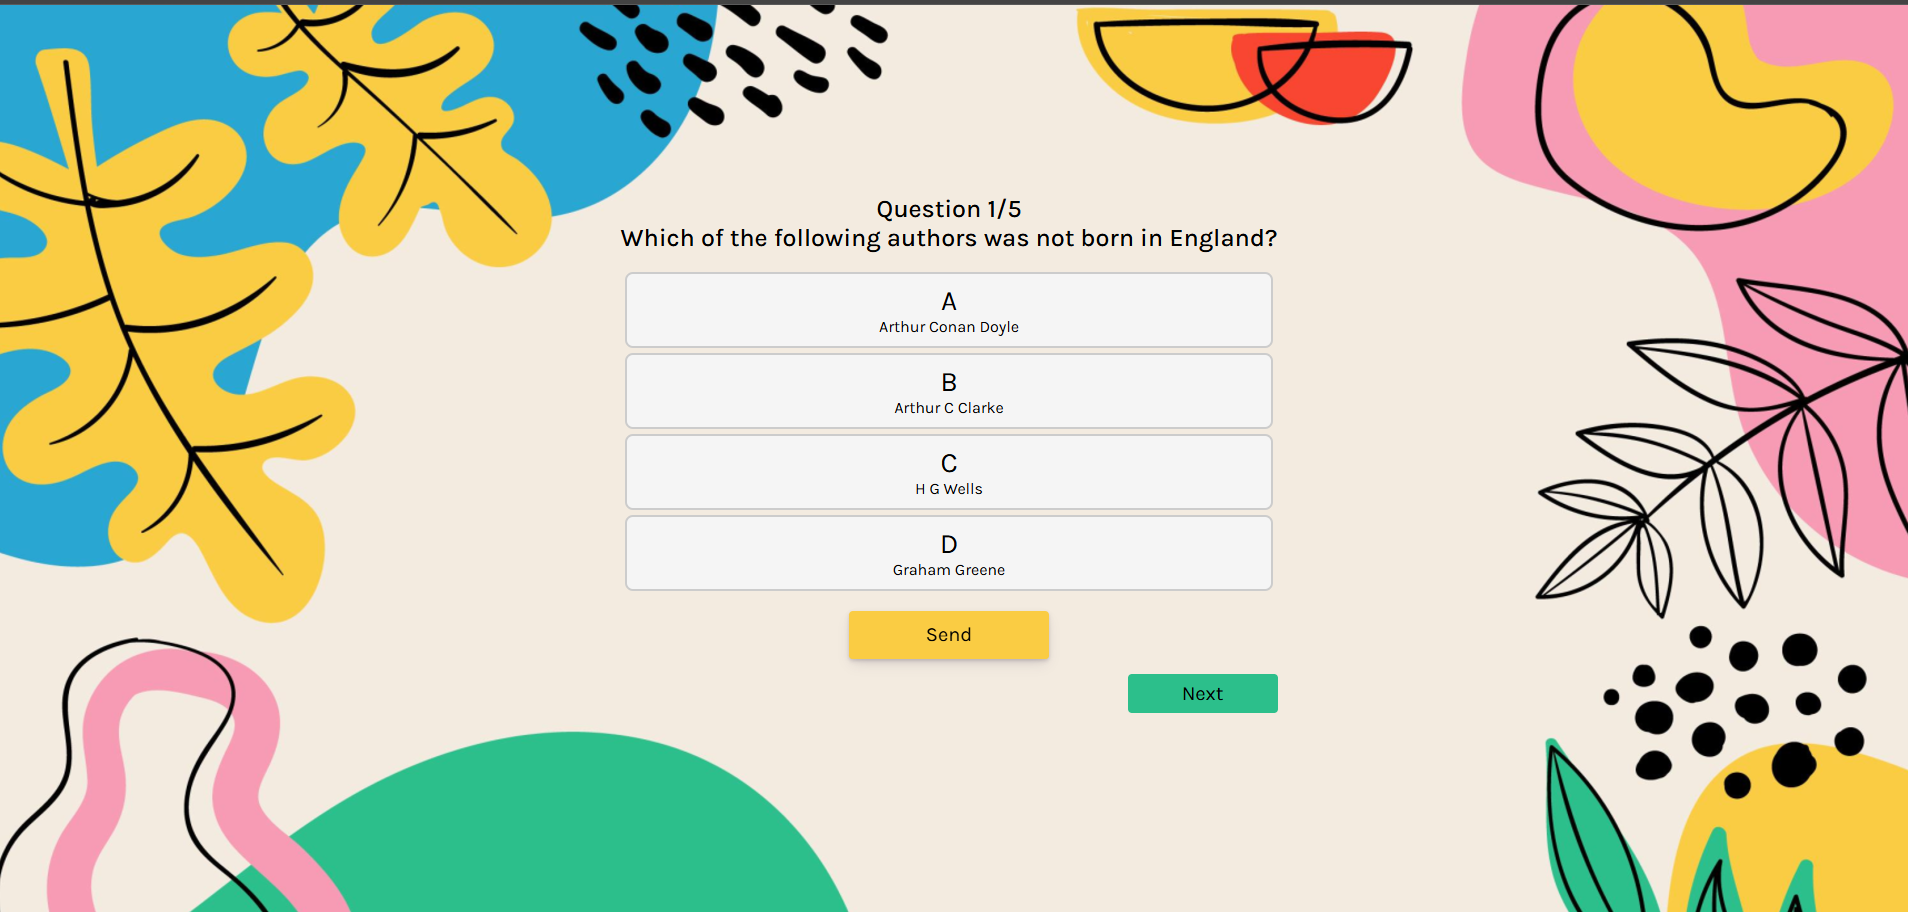 Question 1/5
Which of the following authors was not born in England?
A
Arthur Conan Doyle
B
Arthur C Clarke
C
H G Wells
D
Graham Greene
Send
Next